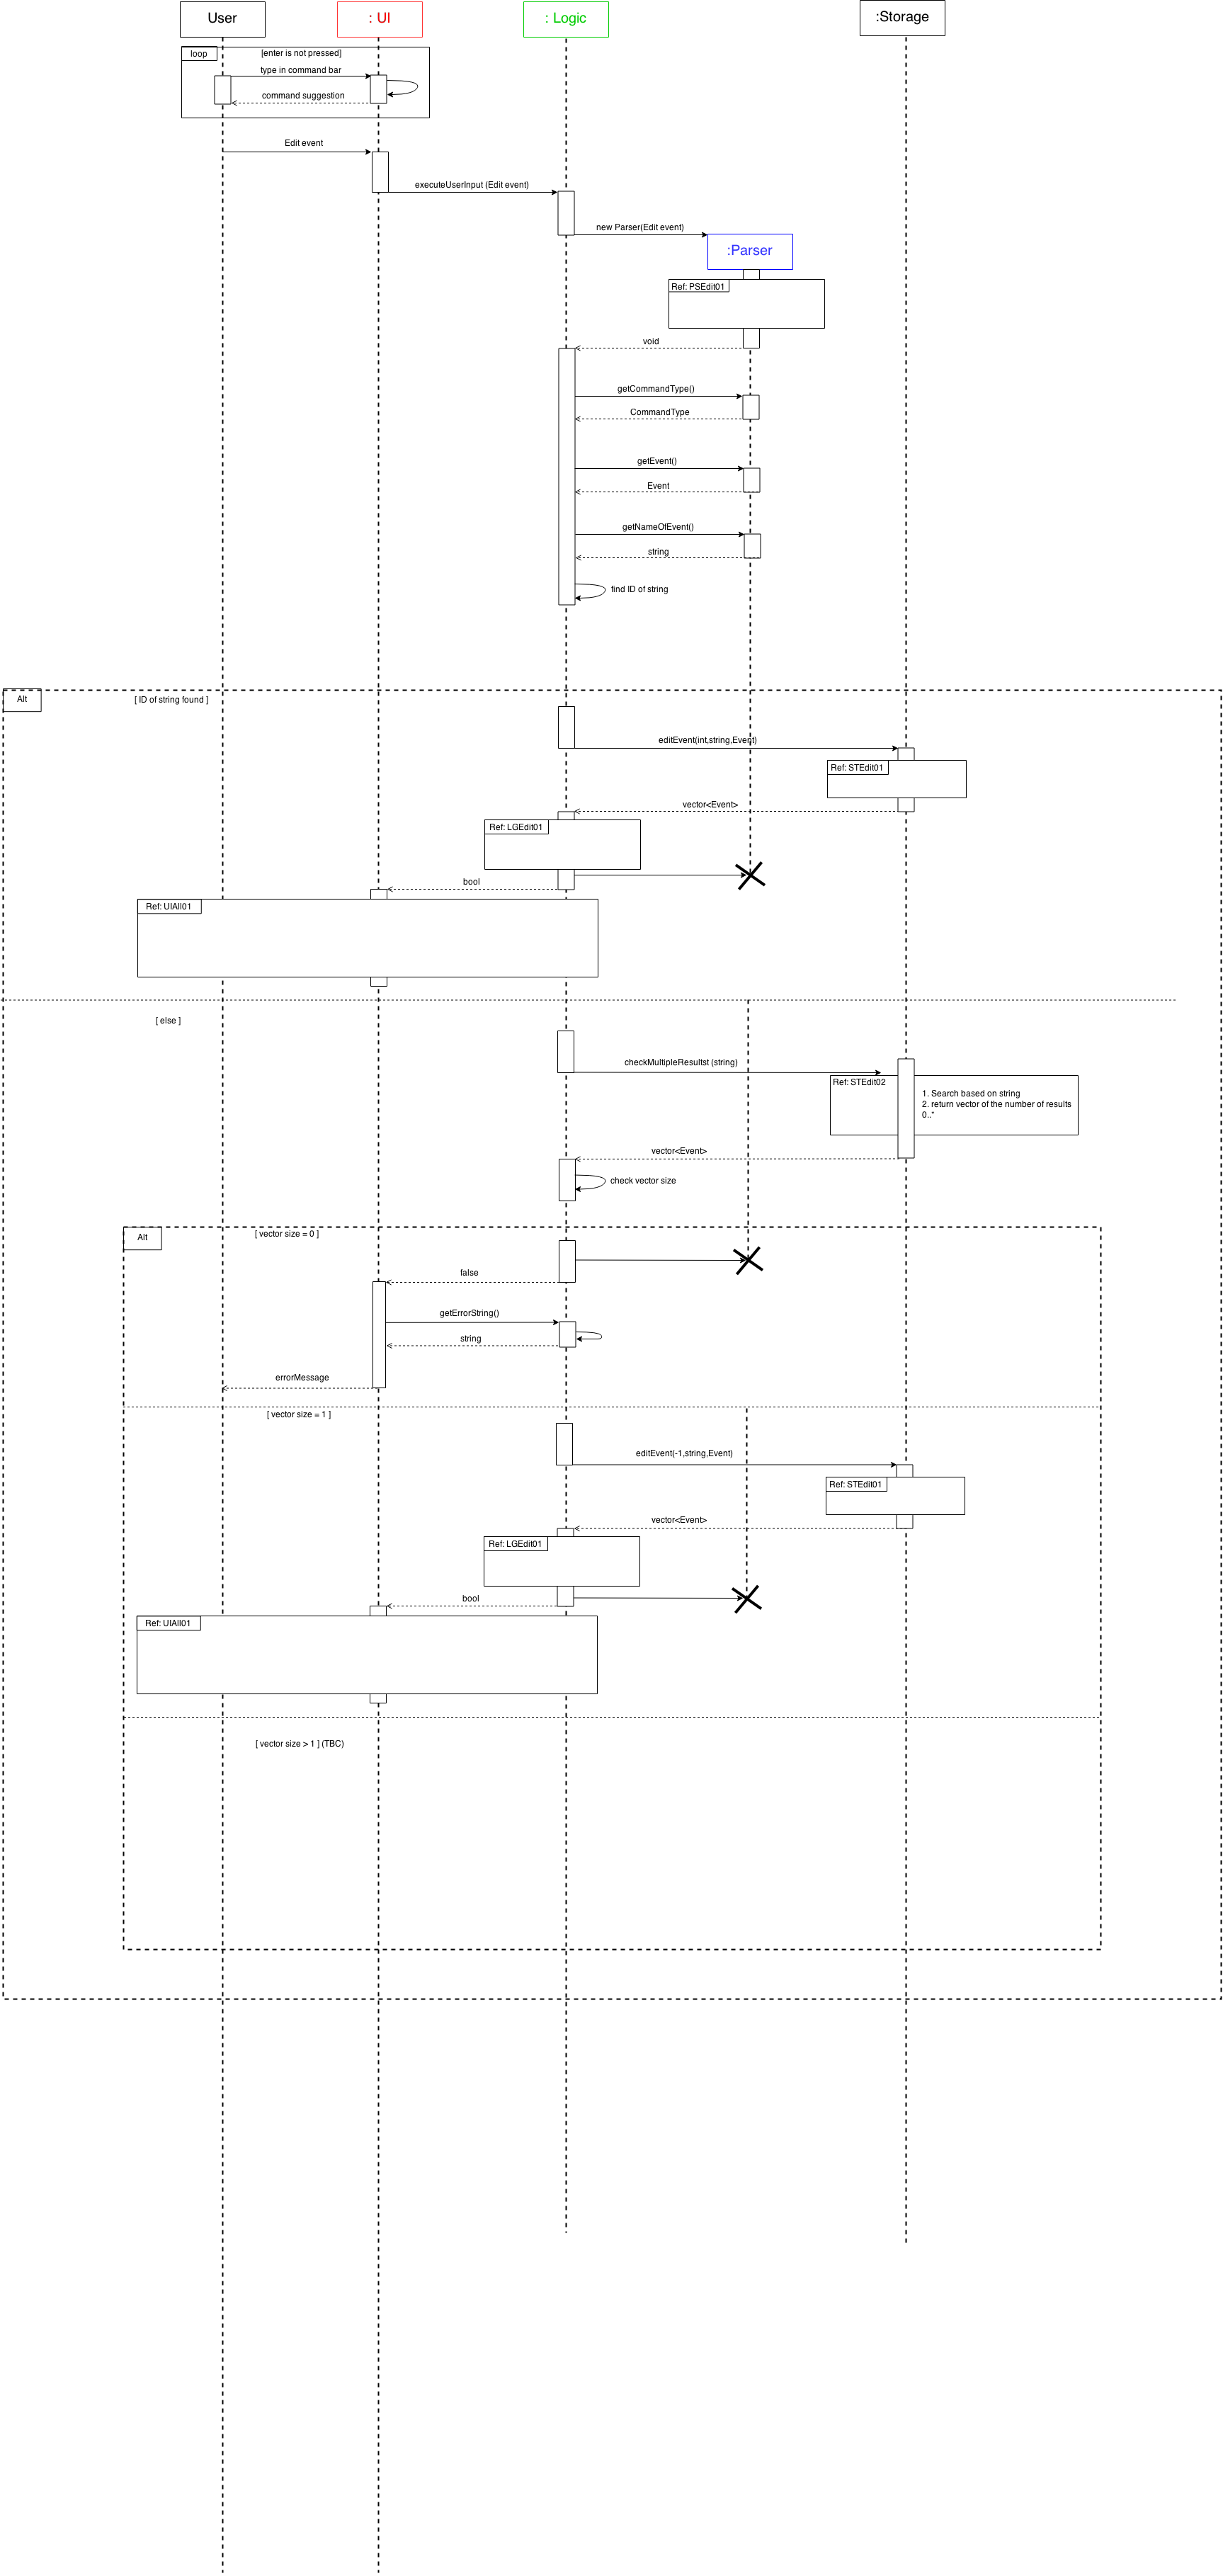 User
: UI
: Logic
:Storage
loop
[enter is not pressed]
type in command bar
command suggestion
Edit event
executeUserInput (Edit event)
new Parser(Edit event)
:Parser
Ref: PSEdit01
void
getCommandType()
CommandType
getEvent()
Event
getNameOfEvent()
string
find ID of string
Alt
[ ID of string found ]
editEvent(int,string,Event)
Ref: STEdit01
vector<Event>
Ref: LGEdit01
bool
Ref: UIAll01
[ else ]
checkMultipleResultst (string)
Ref: STEdit02
1. Search based on string
2. return vector of the number of results
0..*
vector<Event>
check vector size
Alt
[ vector size = 0 ]
false
getErrorString()
string
errorMessage
[ vector size = 1 ]
editEvent(-1,string,Event)
Ref: STEdit01
vector<Event>
Ref: LGEdit01
bool
Ref: UIAll01
[ vector size > 1 ] (TBC)